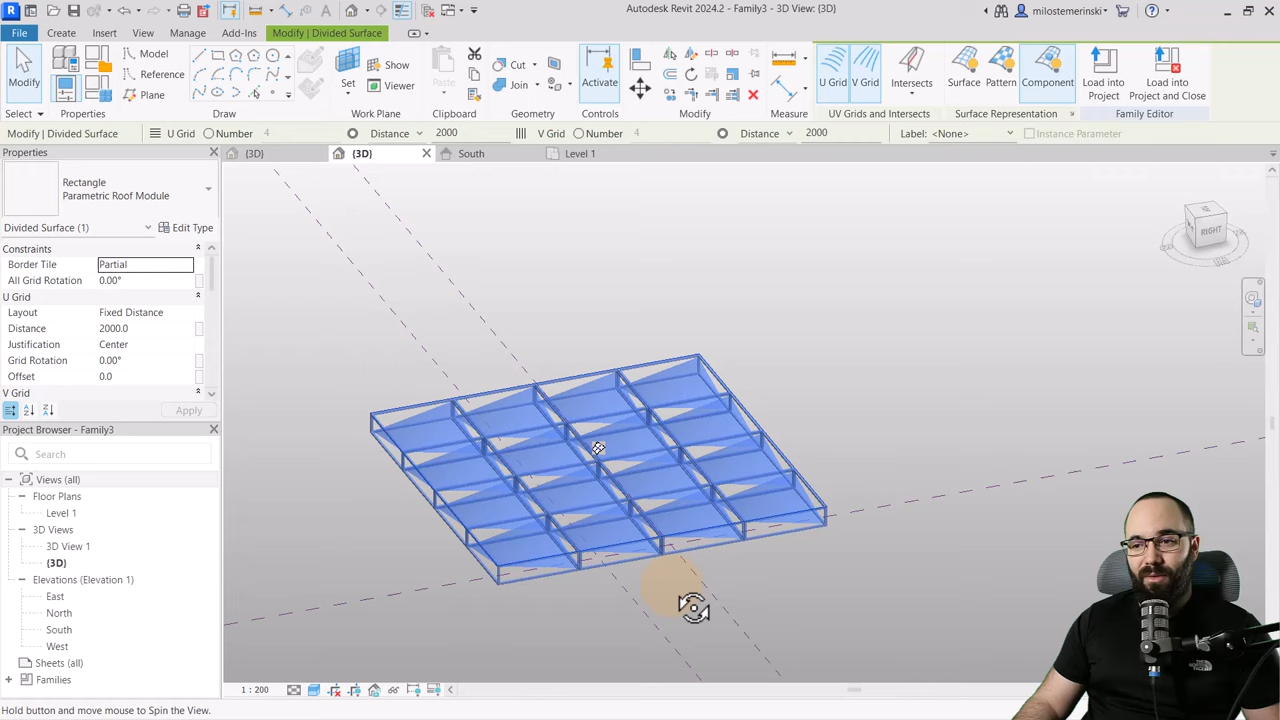 Autodesk Revit 2024.2 - Family3 - 3D View: {3D}
milostemerinski
File Create Insert View Manage Add-Ins Modify | Divided Surface
Modify
Model
Reference
Plane
Set
Show
Viewer
Paste
Cut
Join
Activate
U Grid
V Grid
Intersects
Surface
Pattern
Component
Load into
Project
Load into
Project and Close
Select Properties Draw Work Plane Clipboard Geometry Controls Modify Measure UV Grids and Intersects Surface Representation Family Editor
Modify | Divided Surface U Grid Number 4 Distance 2000 V Grid Number 4 Distance 2000 Label: <None> Instance Parameter
Properties
{3D} {3D} South Level 1
Rectangle
Parametric Roof Module
Divided Surface (1) Edit Type
Constraints
Border Tile Partial
All Grid Rotation 0.00°
U Grid
Layout Fixed Distance
Distance 2000.0
Justification Center
Grid Rotation 0.00°
Offset 0.0
V Grid
Apply
Project Browser - Family3
Search
Views (all)
Floor Plans
Level 1
3D Views
3D View 1
{3D}
Elevations (Elevation 1)
East
North
South
West
Sheets (all)
Families
RIGHT
1 : 200
Hold button and move mouse to Spin the View.